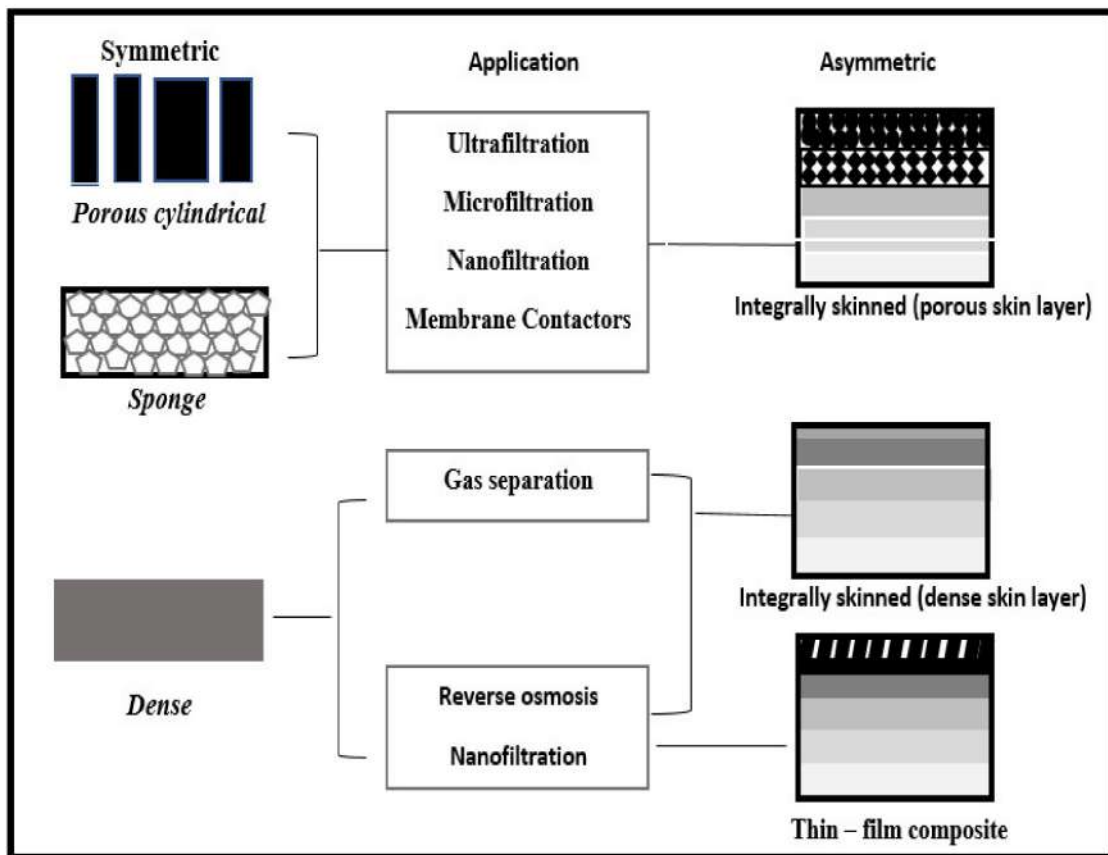 Symmetric
Application
Asymmetric
Porous cylindrical
Sponge
Ultrafiltration
Microfiltration
Nanofiltration
Membrane Contactors
Integrally skinned (porous skin layer)
Gas separation
Integrally skinned (dense skin layer)
Dense
Reverse osmosis
Nanofiltration
Thin – film composite